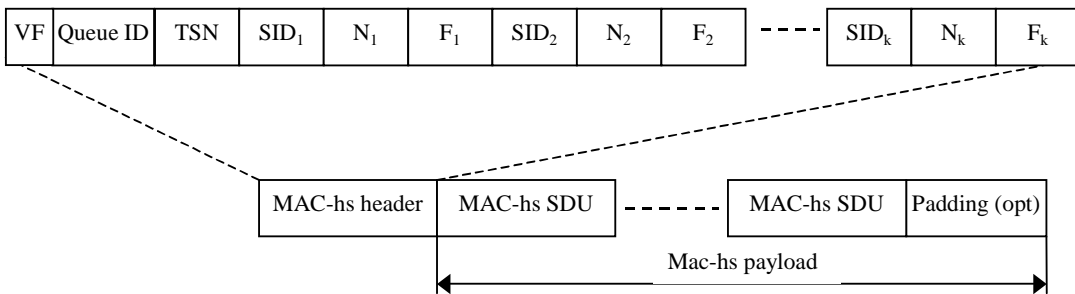 VF Queue ID TSN SID₁ N₁ F₁ SID₂ N₂ F₂ SIDₖ Nₖ Fₖ
MAC-hs header MAC-hs SDU MAC-hs SDU Padding (opt)
Mac-hs payload